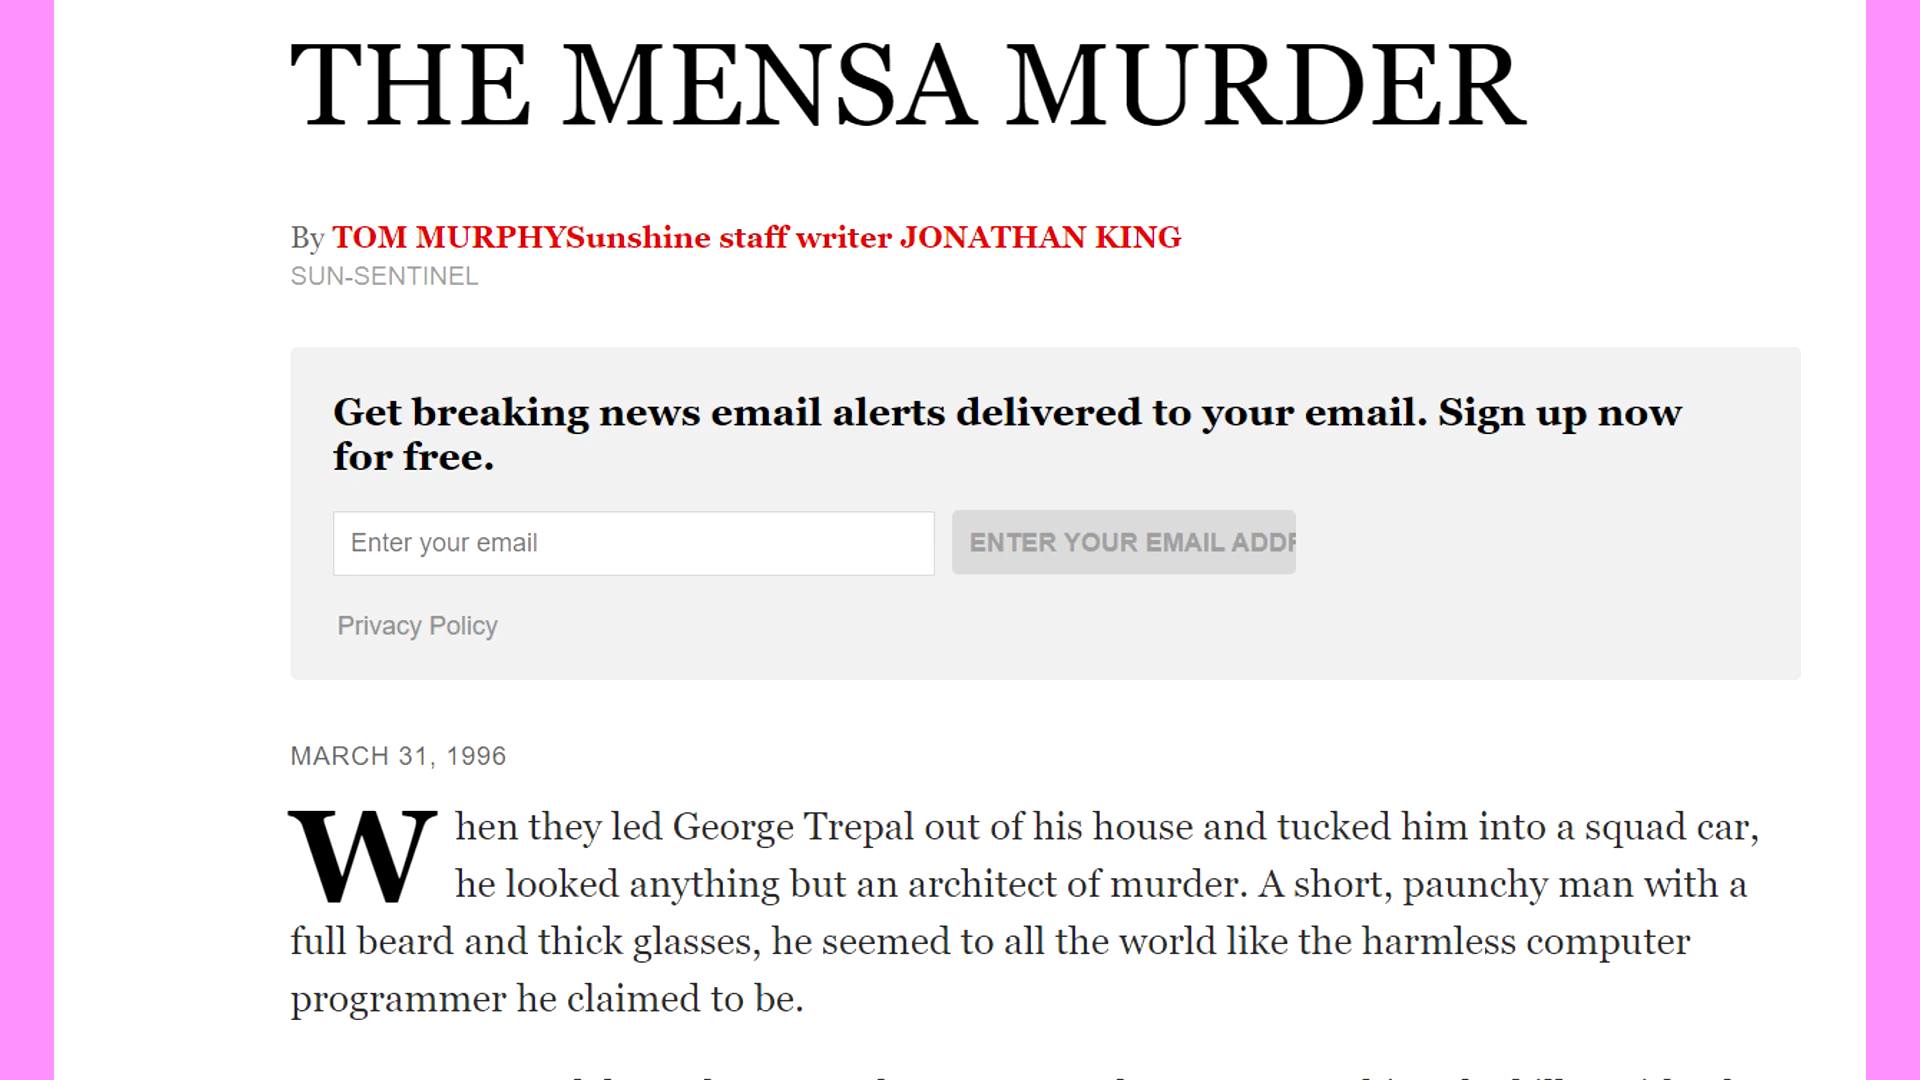 THE MENSA MURDER
By TOM MURPHYSunshine staff writer JONATHAN KING
SUN-SENTINEL
Get breaking news email alerts delivered to your email. Sign up now
for free.
Enter your email
ENTER YOUR EMAIL ADDR
Privacy Policy
MARCH 31, 1996
When they led George Trepal out of his house and tucked him into a squad car,
he looked anything but an architect of murder. A short, paunchy man with a
full beard and thick glasses, he seemed to all the world like the harmless computer
programmer he claimed to be.